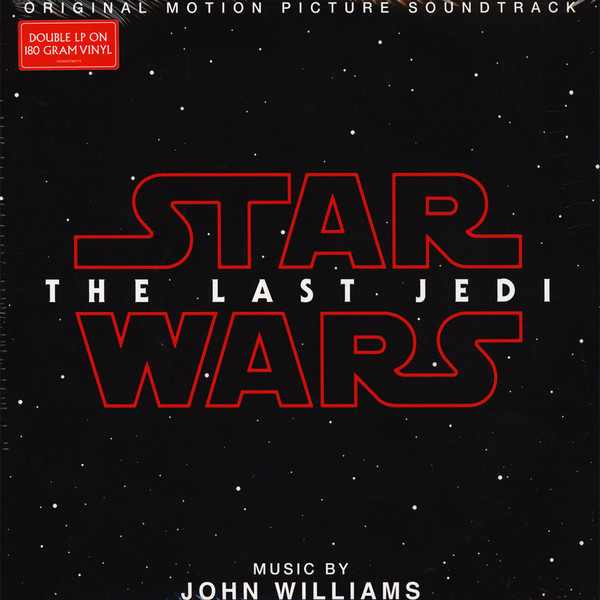 ORIGINAL MOTION PICTURE SOUNDTRACK
DOUBLE LP ON
180 GRAM VINYL
STAR
THE LAST JEDI
WARS
MUSIC BY
JOHN WILLIAMS